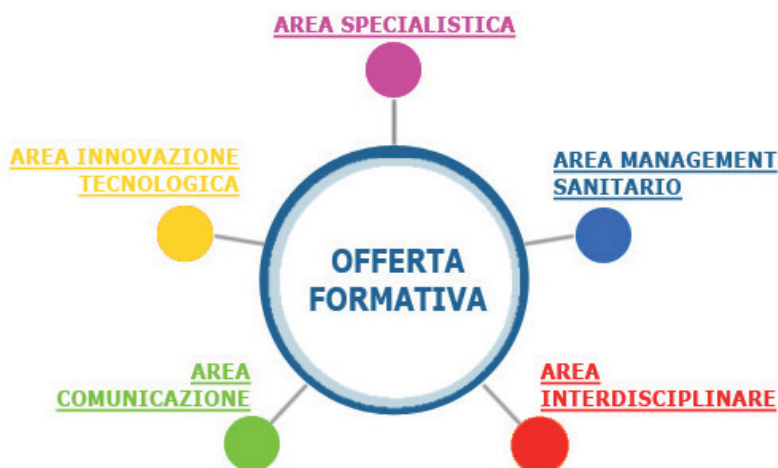 AREA SPECIALISTICA
AREA INNOVAZIONE
TECNOLOGICA
AREA MANAGEMENT
SANITARIO
OFFERTA
FORMATIVA
AREA
COMUNICAZIONE
AREA
INTERDISCIPLINARE